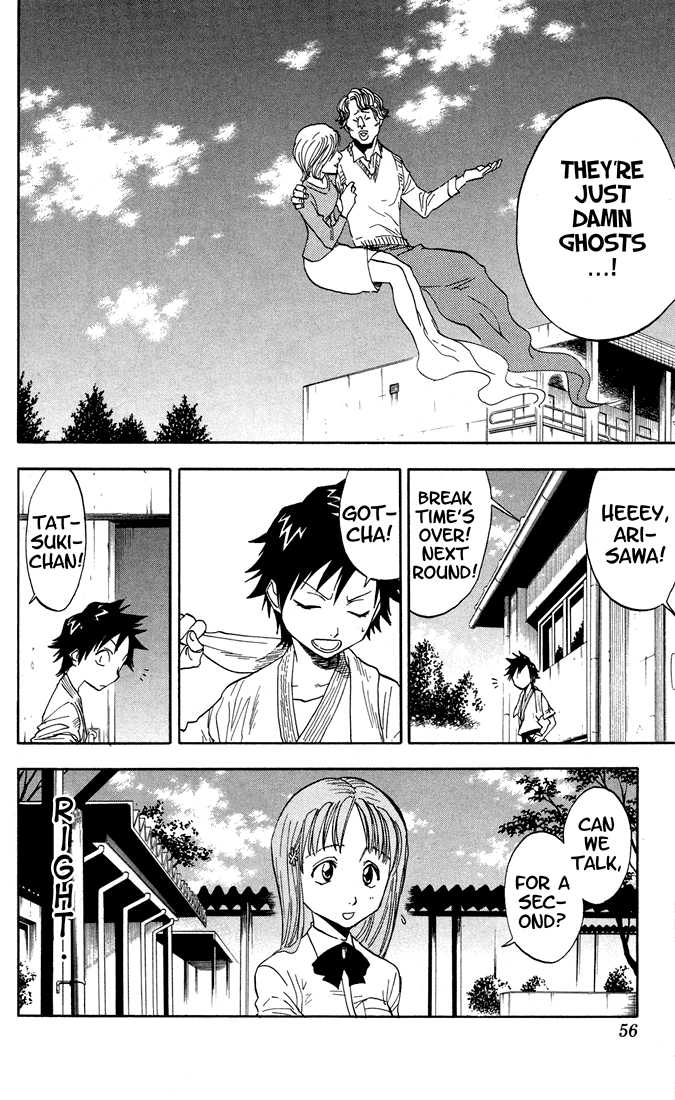 THEY'RE
JUST
DAMN
GHOSTS
...!
HEEEY,
ARI-
SAWA!
BREAK
TIME'S
OVER!
NEXT
ROUND!
GOT-
CHA!
TAT-
SUKI-
CHAN!
CAN
WE
TALK,
FOR A
SEC-
OND?
RIGHT.
56